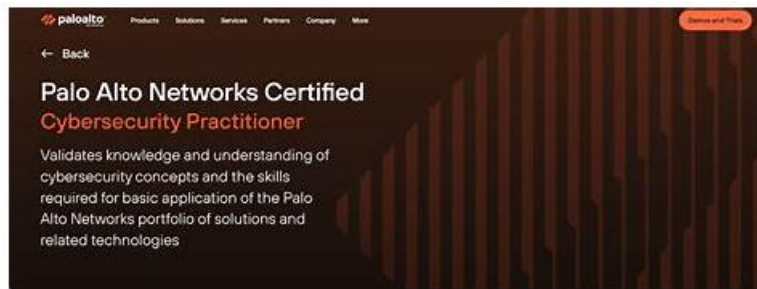 paloalto
Products Solutions Services Partners Company More
Demos and Trials
← Back
Palo Alto Networks Certified
Cybersecurity Practitioner
Validates knowledge and understanding of
cybersecurity concepts and the skills
required for basic application of the Palo
Alto Networks portfolio of solutions and
related technologies